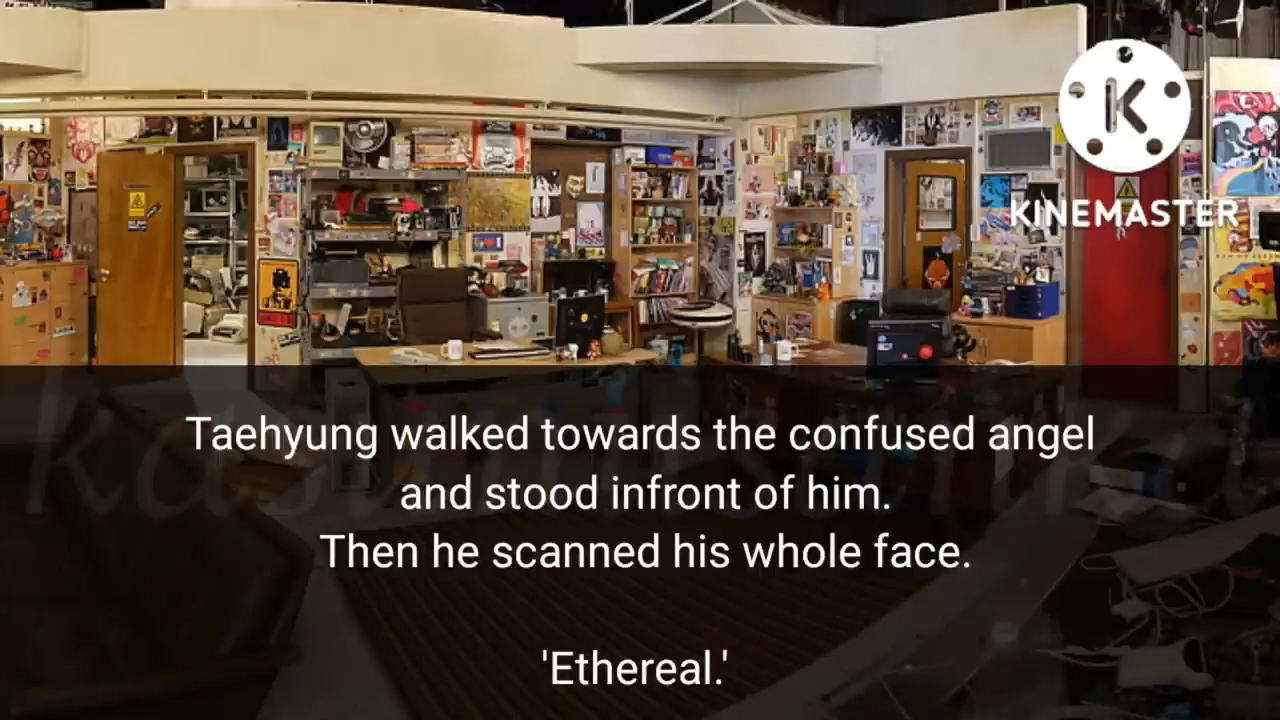 KINEMASTER
Taehyung walked towards the confused angel
and stood infront of him.
Then he scanned his whole face.
'Ethereal.'